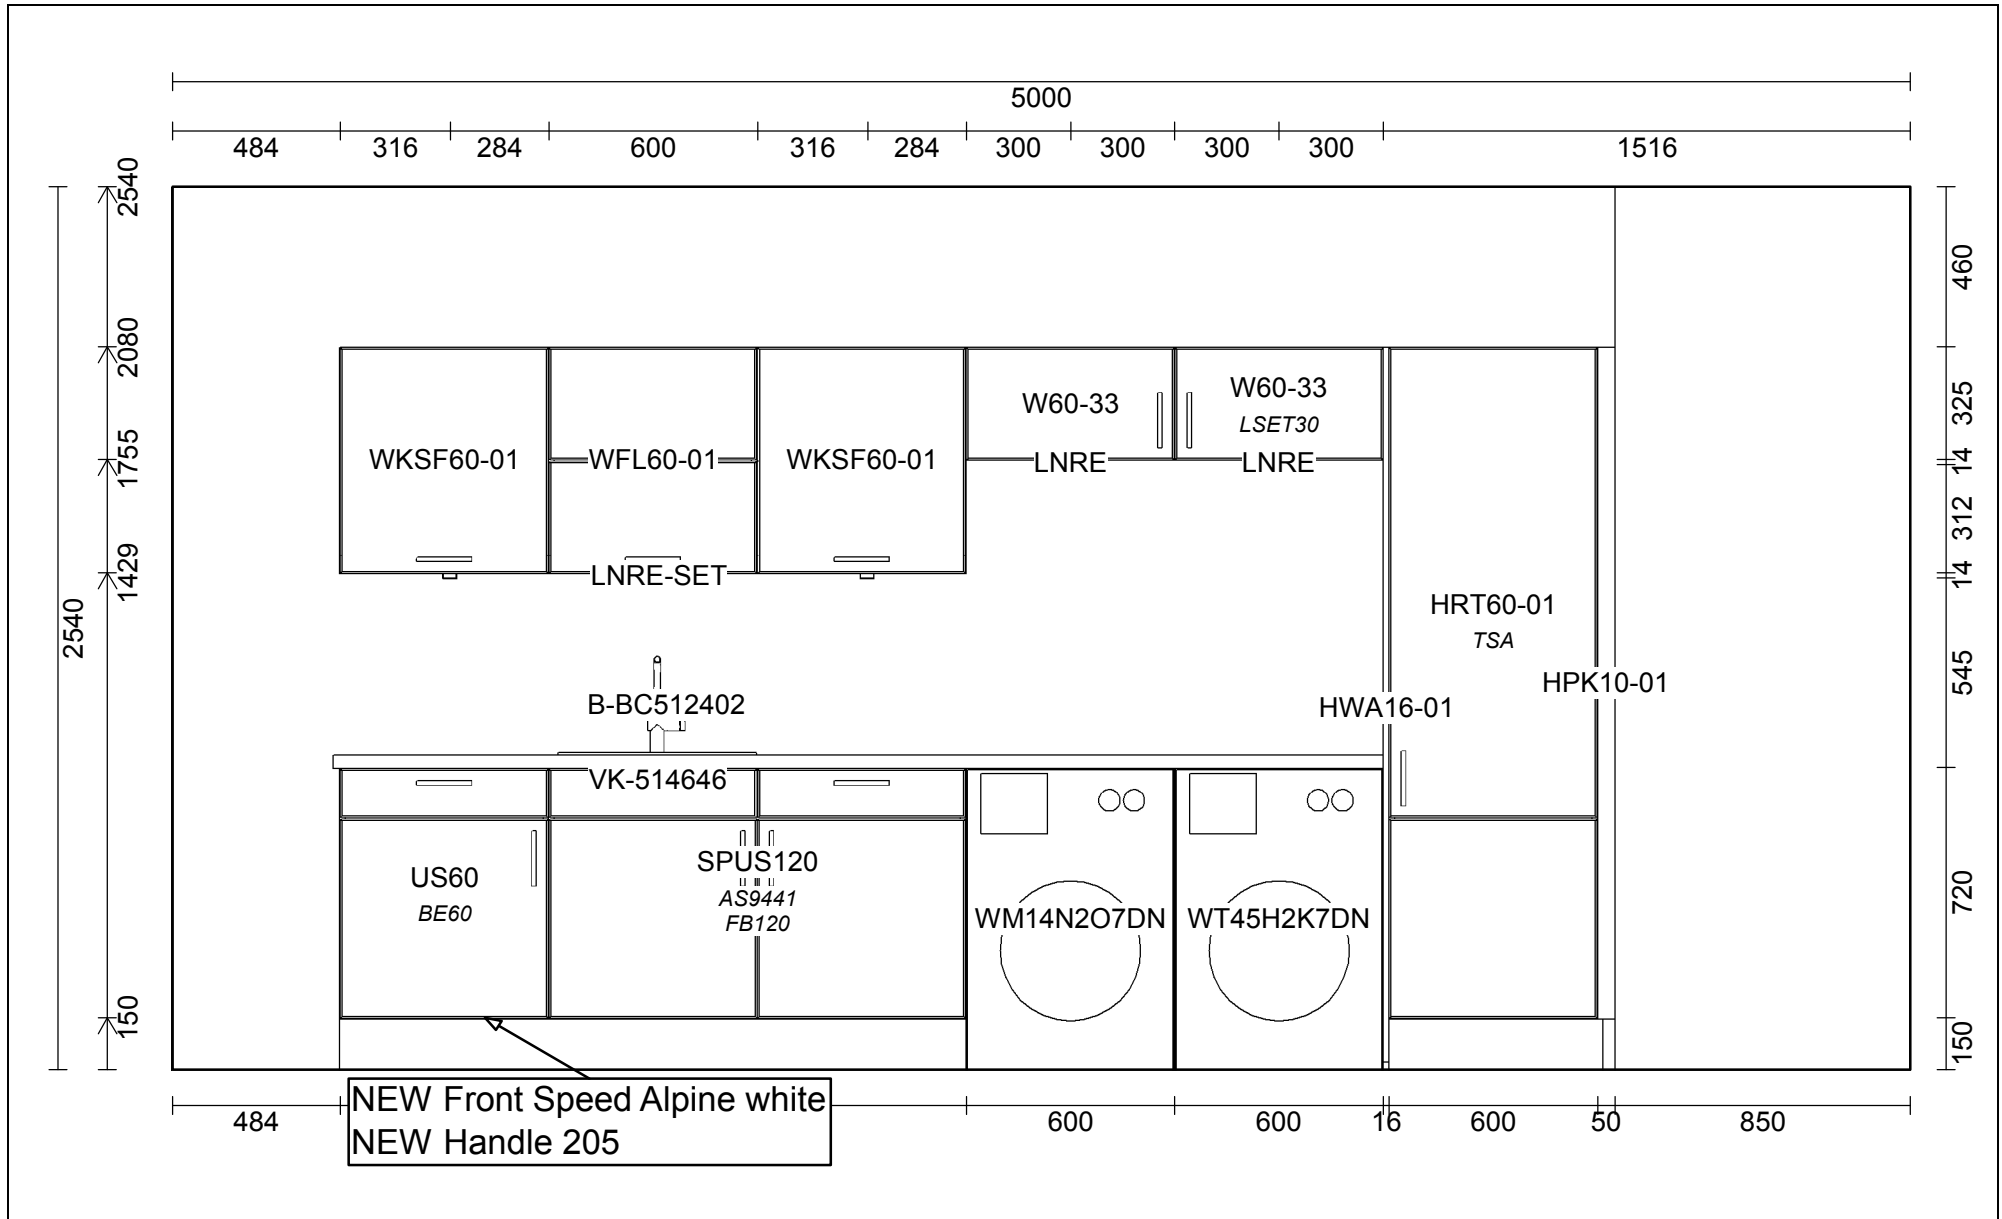 5000
484 316 284 600 316 284 300 300 300 300 1516
2540
2080
1755
1429
150
2540
460
325
14
312
14
545
720
150
WKSF60-01
WFL60-01
WKSF60-01
W60-33
W60-33
LSET30
LNRE
LNRE
LNRE-SET
HRT60-01
TSA
HPK10-01
HWA16-01
B-BC512402
VK-514646
US60
BE60
SPUS120
AS9441
FB120
WM14N2O7DN
WT45H2K7DN
NEW Front Speed Alpine white
NEW Handle 205
484 600 600 16 600 50 850